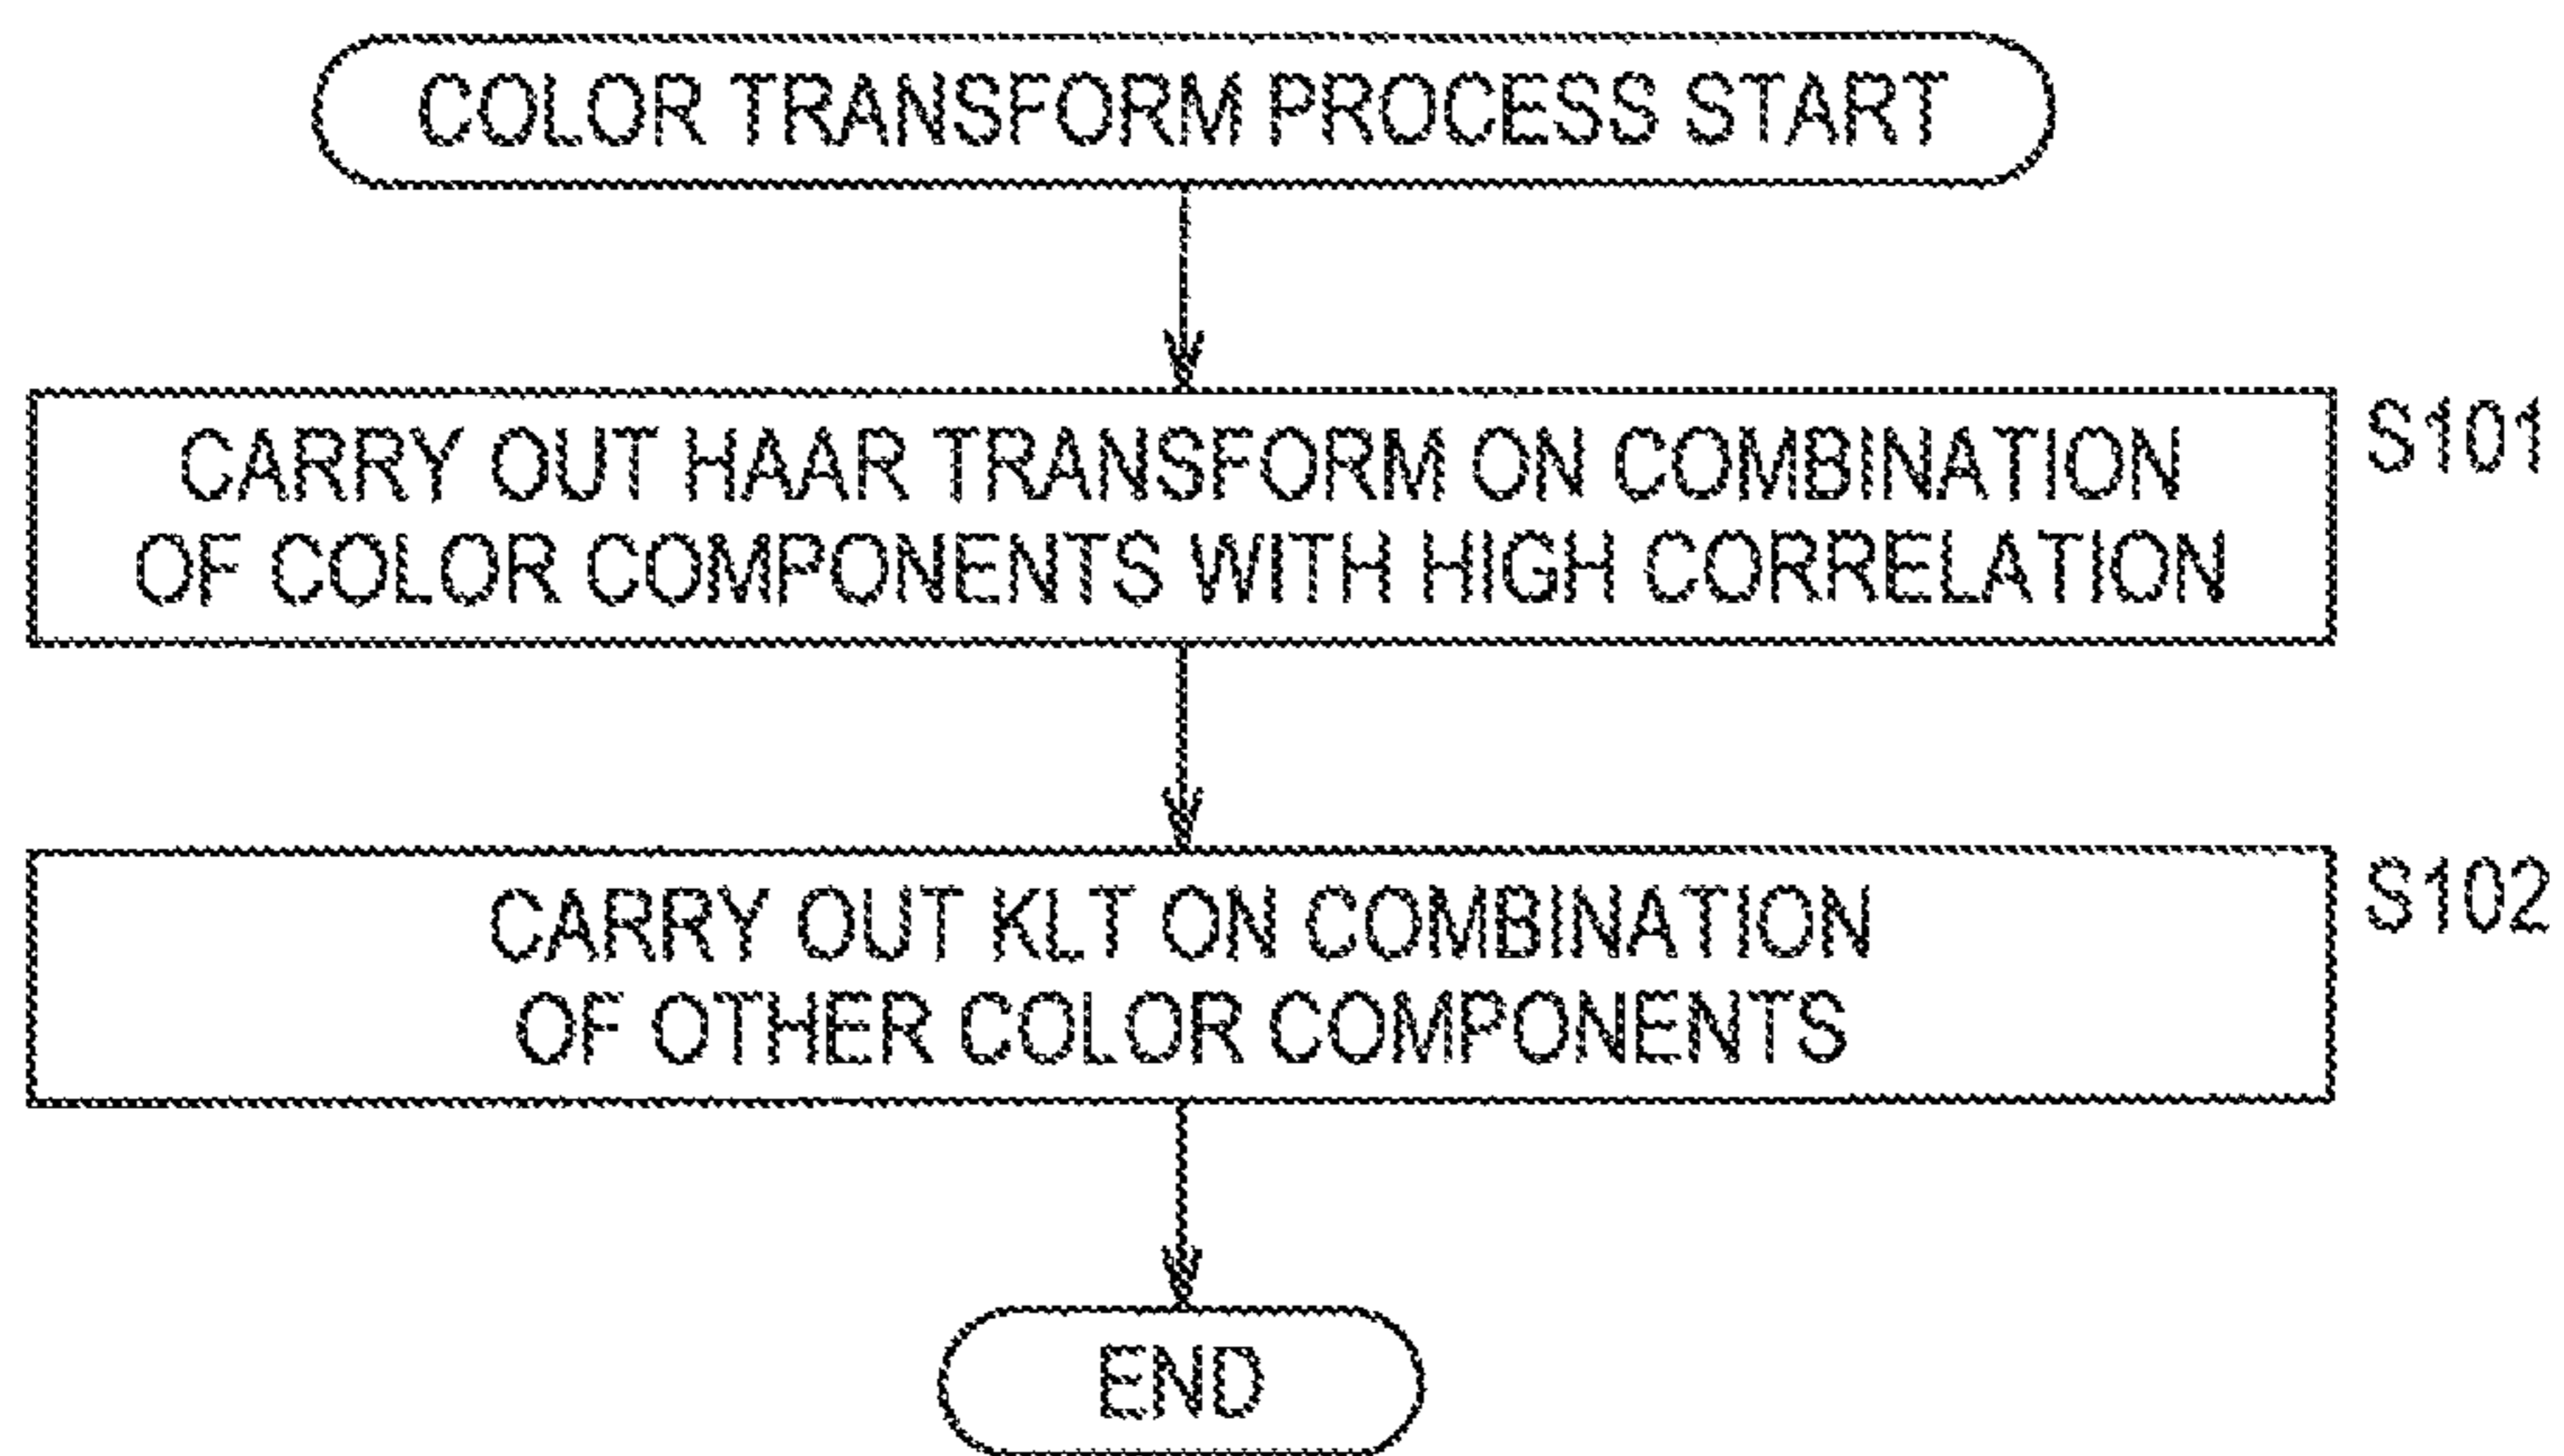 COLOR TRANSFORM PROCESS START
CARRY OUT HAAR TRANSFORM ON COMBINATION
OF COLOR COMPONENTS WITH HIGH CORRELATION
S101
CARRY OUT KLT ON COMBINATION
OF OTHER COLOR COMPONENTS
S102
END